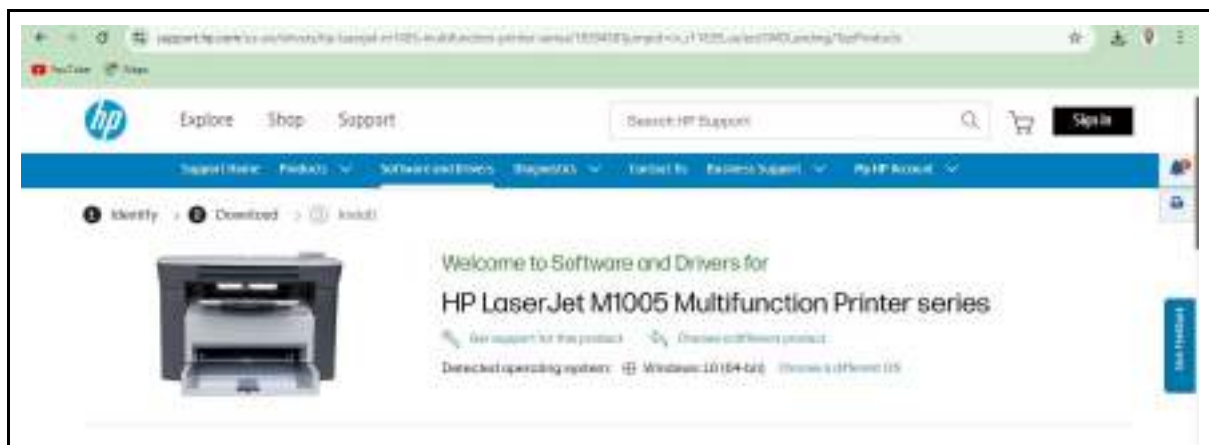 YouTube Maps
hp Explore Shop Support Search HP Support Sign in
Support Home Products Software and Drivers Diagnostics Contact Us Business Support My HP Account
1 Identify 2 Download 3 Install
Welcome to Software and Drivers for
HP LaserJet M1005 Multifunction Printer series
Get support for this product Choose a different product
Detected operating system: Windows 10 (64-bit) Choose a different OS